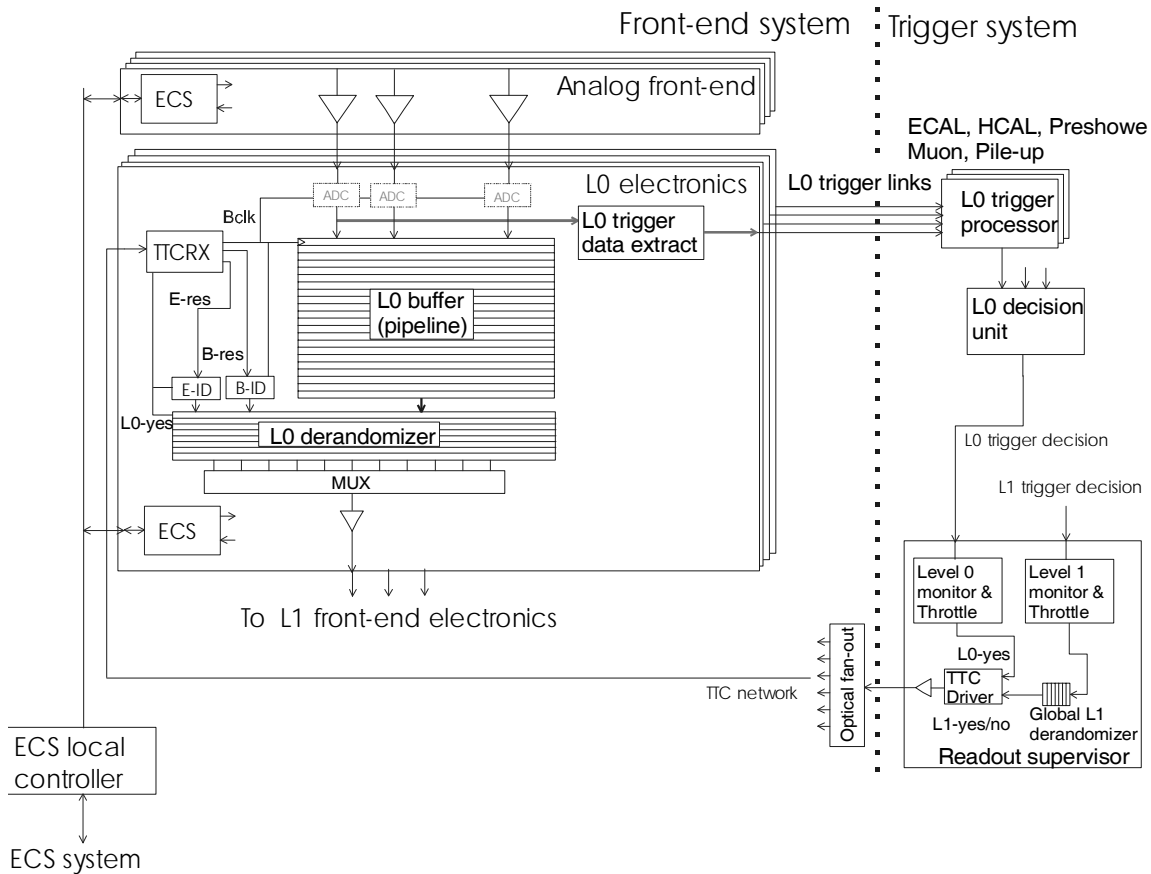 Front-end system
Trigger system
ECS
Analog front-end
ECAL, HCAL, Preshowe
Muon, Pile-up
L0 electronics
L0 trigger links
ADC
ADC
ADC
L0 trigger
data extract
L0 trigger
processor
Bclk
TTCRX
E-res
L0 buffer
(pipeline)
L0 decision
unit
B-res
E-ID
B-ID
L0-yes
L0 derandomizer
L0 trigger decision
MUX
L1 trigger decision
ECS
Level 0
monitor &
Throttle
Level 1
monitor &
Throttle
To L1 front-end electronics
L0-yes
TTC network
Optical fan-out
TTC
Driver
L1-yes/no
Global L1
derandomizer
Readout supervisor
ECS local
controller
ECS system